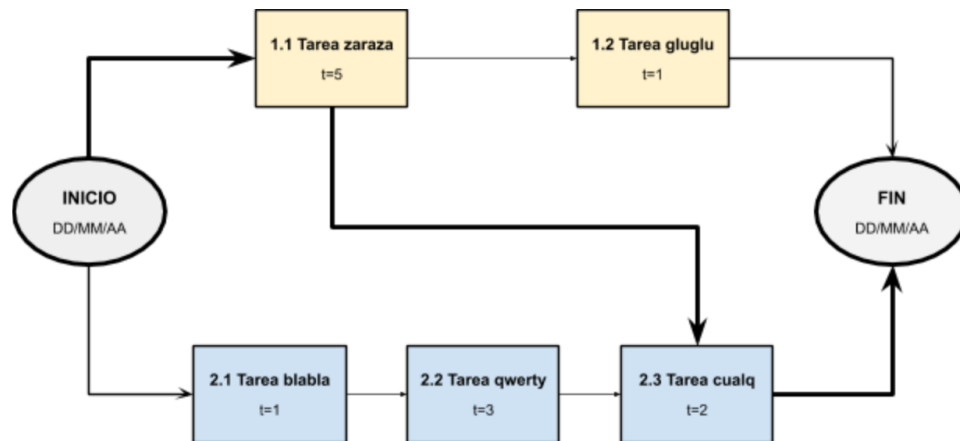 1.1 Tarea zaraza
t=5
1.2 Tarea gluglu
t=1
INICIO
DD/MM/AA
FIN
DD/MM/AA
2.1 Tarea blabla
t=1
2.2 Tarea qwerty
t=3
2.3 Tarea cualq
t=2